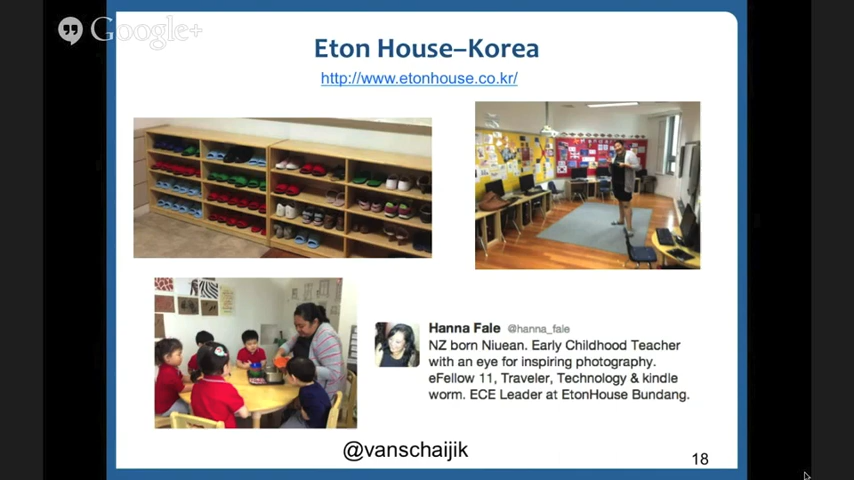 Google+
Eton House–Korea
http://www.etonhouse.co.kr/
Hanna Fale @hanna_fale
NZ born Niuean. Early Childhood Teacher
with an eye for inspiring photography.
eFellow 11, Traveler, Technology & kindle
worm. ECE Leader at EtonHouse Bundang.
@vanschaijik
18